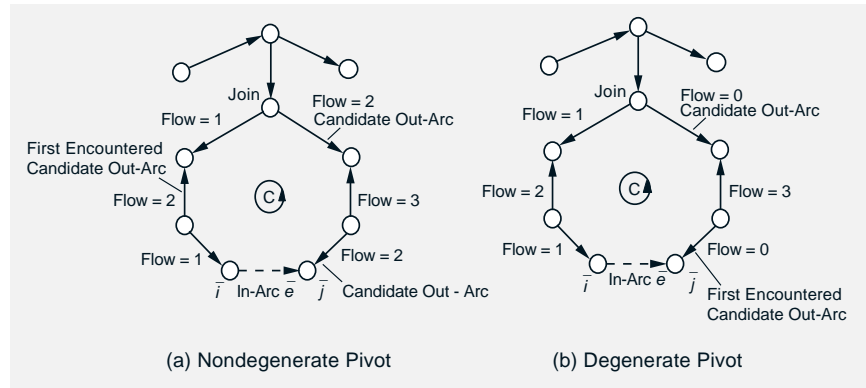 Join
Flow = 1
Flow = 2
Candidate Out-Arc
First Encountered
Candidate Out-Arc
Flow = 2
C
Flow = 3
Flow = 1
Flow = 2
i̅
In-Arc e̅
j̅
Candidate Out - Arc
(a) Nondegenerate Pivot
Join
Flow = 1
Flow = 0
Candidate Out-Arc
Flow = 2
C
Flow = 3
Flow = 1
Flow = 0
i̅
In-Arc e̅
j̅
First Encountered
Candidate Out-Arc
(b) Degenerate Pivot